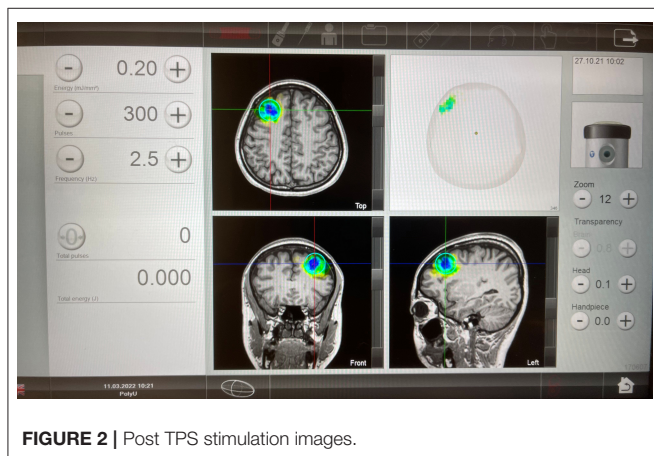 27.10.21 10:02
- 0.20 +
Energy (mJ/mm²)
- 300 +
Pulses
- 2.5 +
Frequency (Hz)
0
Total pulses
0.000
Total energy (J)
Top
Front
Left
Zoom
- 12 +
Transparency
- 0.5 +
Head
- 0.1 +
Handpiece
- 0.0 +
11.03.2022 10:21
PolyU
FIGURE 2 | Post TPS stimulation images.